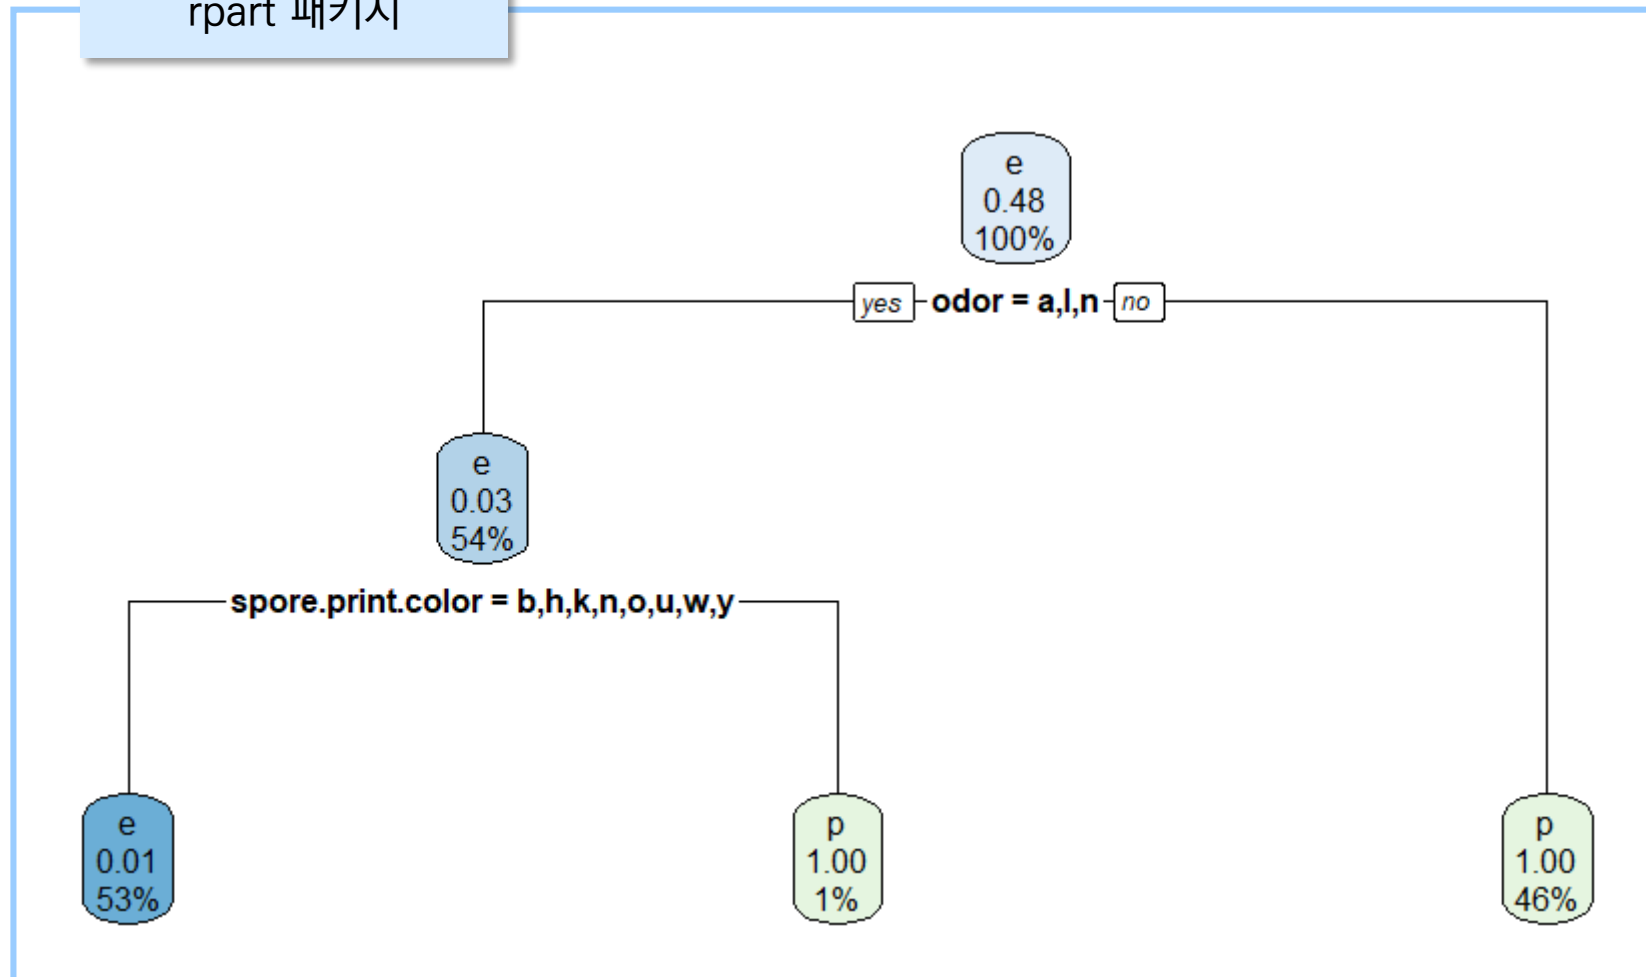 rpart 패키지
e
0.48
100%
yes odor = a,l,n no
e
0.03
54%
spore.print.color = b,h,k,n,o,u,w,y
e
0.01
53%
p
1.00
1%
p
1.00
46%